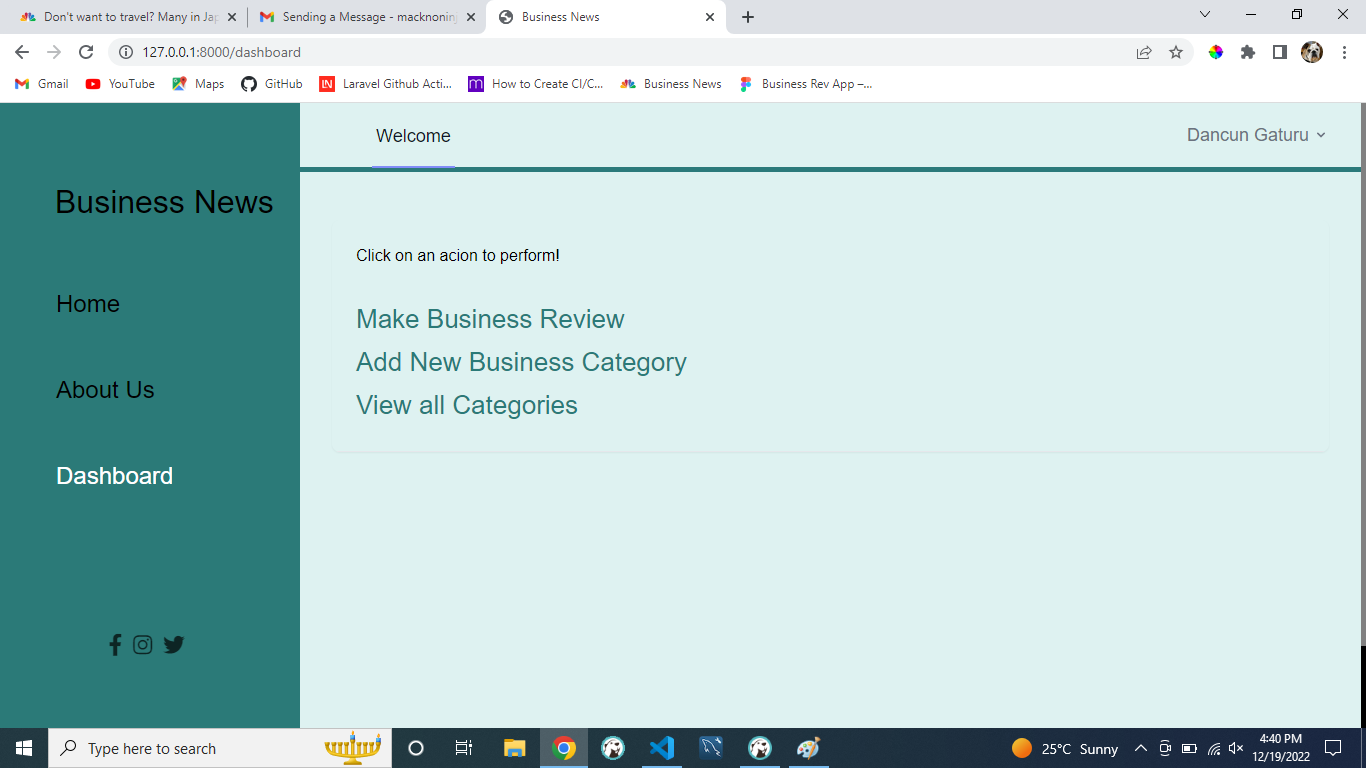 Don't want to travel? Many in Jap
Sending a Message - macknonin
Business News
127.0.0.1:8000/dashboard
Gmail
YouTube
Maps
GitHub
LN
Laravel Github Acti...
How to Create CI/C...
Business News
Business Rev App –...
Welcome
Dancun Gaturu
Business News
Home
About Us
Dashboard
Click on an acion to perform!
Make Business Review
Add New Business Category
View all Categories
Type here to search
25°C Sunny
4:40 PM
12/19/2022